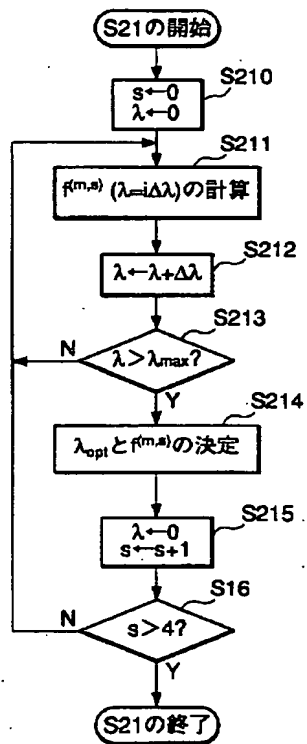 S21の開始
S210
s←0
λ←0
S211
f(m,s) (λ=iΔλ)の計算
S212
λ←λ+Δλ
S213
N
λ>λmax?
Y
S214
λoptとf(m,s)の決定
S215
λ←0
s←s+1
S16
N
s>4?
Y
S21の終了